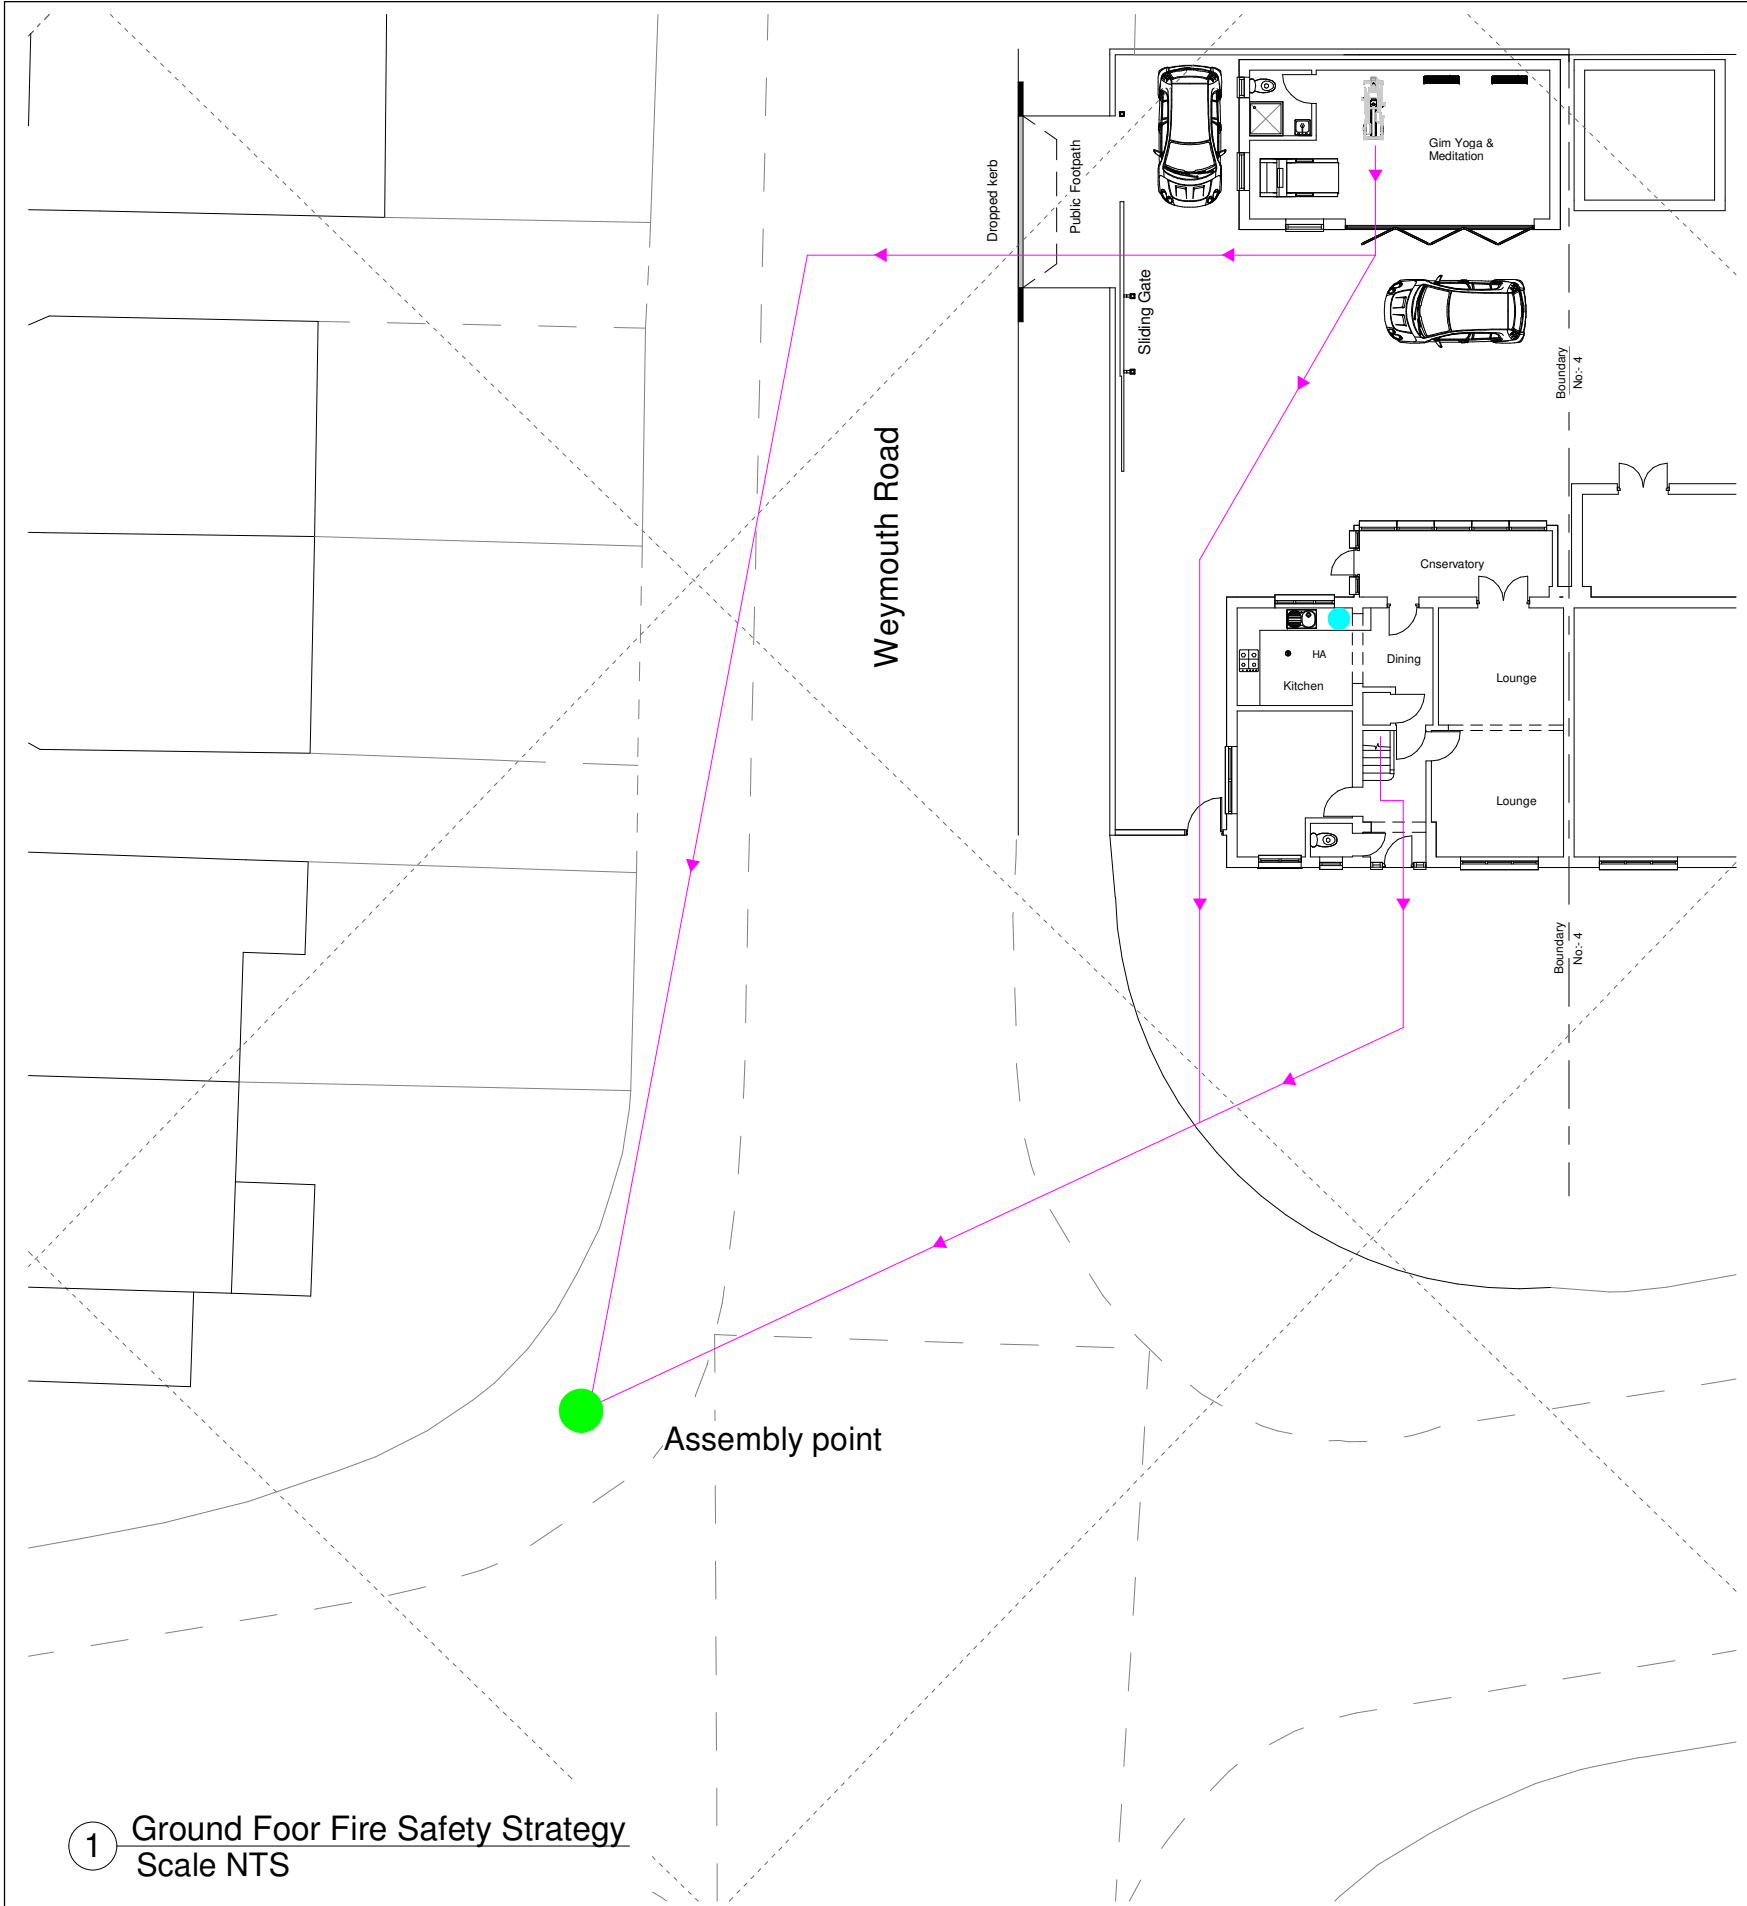 Gim Yoga &
Meditation
Dropped kerb
Public Footpath
Sliding Gate
Boundary
No:- 4
Weymouth Road
Cnservatory
HA
Kitchen
Dining
Lounge
Lounge
Boundary
No:- 4
Assembly point
1
Ground Foor Fire Safety Strategy
Scale NTS